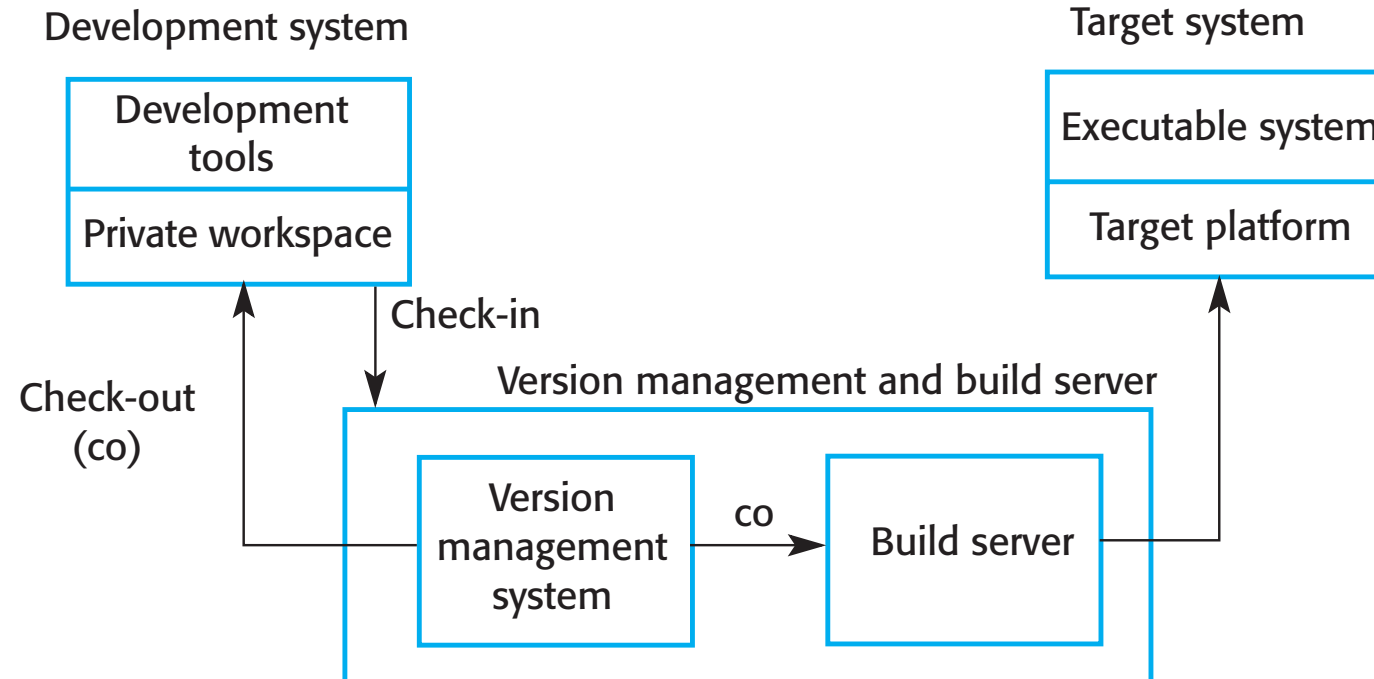 Development system
Target system
Development
tools
Private workspace
Executable system
Target platform
Check-in
Check-out
(co)
Version management and build server
Version
management
system
co
Build server